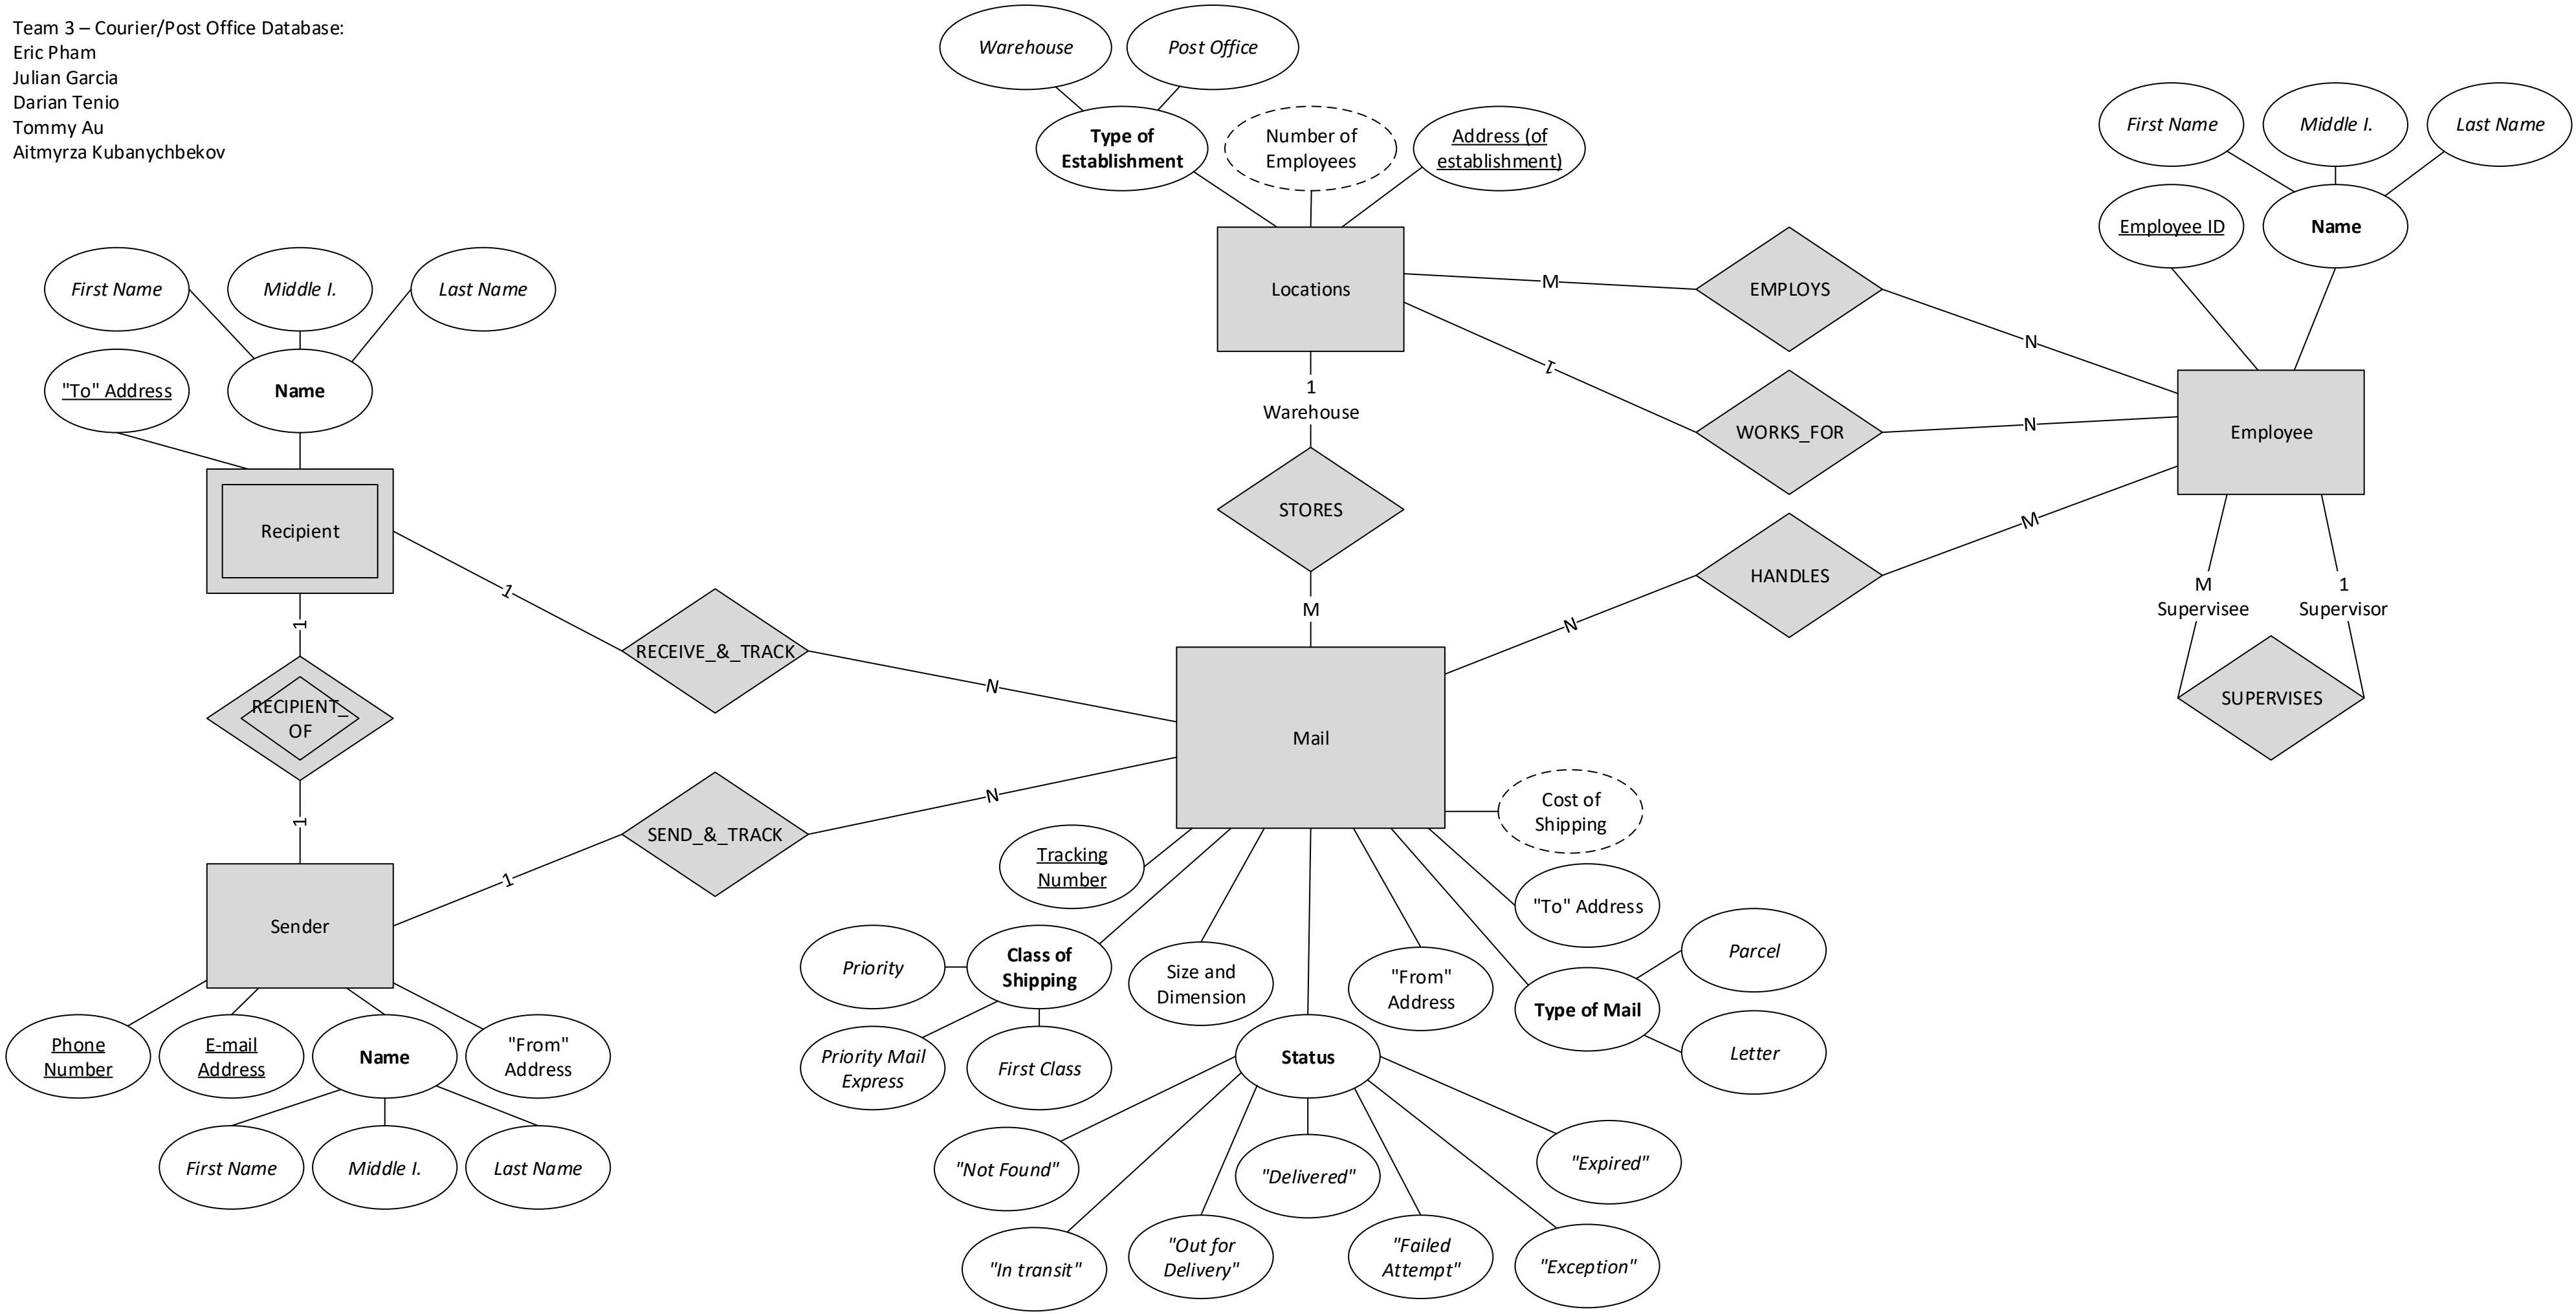 Team 3 – Courier/Post Office Database:
Eric Pham
Julian Garcia
Darian Tenio
Tommy Au
Aitmyrza Kubanychbekov
Warehouse
Post Office
Type of
Establishment
Number of
Employees
Address (of
establishment)
First Name
Middle I.
Last Name
Employee ID
Name
First Name
Middle I.
Last Name
"To" Address
Name
Locations
M
EMPLOYS
N
1
WORKS_FOR
N
Employee
1
Warehouse
STORES
M
Recipient
1
RECEIVE_&_TRACK
N
HANDLES
M
N
M
Supervisee
1
Supervisor
SUPERVISES
1
RECIPIENT_
OF
1
Mail
SEND_&_TRACK
N
1
Sender
Phone
Number
E-mail
Address
Name
"From"
Address
First Name
Middle I.
Last Name
Cost of
Shipping
Tracking
Number
"To" Address
Priority
Class of
Shipping
Size and
Dimension
"From"
Address
Type of Mail
Parcel
Letter
Priority Mail
Express
First Class
Status
"Not Found"
"Delivered"
"Expired"
"In transit"
"Out for
Delivery"
"Failed
Attempt"
"Exception"